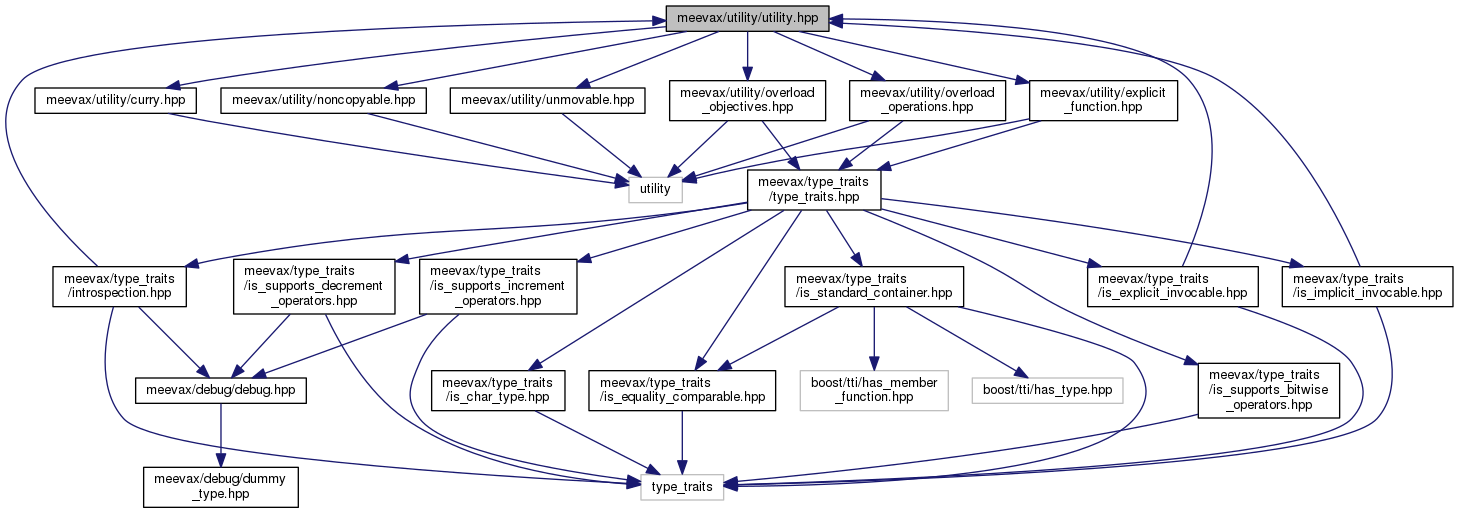 meevax/utility/utility.hpp
meevax/utility/curry.hpp
meevax/utility/noncopyable.hpp
meevax/utility/unmovable.hpp
meevax/utility/overload
_objectives.hpp
meevax/utility/overload
_operations.hpp
meevax/utility/explicit
_function.hpp
utility
meevax/type_traits
/type_traits.hpp
meevax/type_traits
/introspection.hpp
meevax/type_traits
/is_supports_decrement
_operators.hpp
meevax/type_traits
/is_supports_increment
_operators.hpp
meevax/type_traits
/is_standard_container.hpp
meevax/type_traits
/is_explicit_invocable.hpp
meevax/type_traits
/is_implicit_invocable.hpp
meevax/debug/debug.hpp
meevax/type_traits
/is_char_type.hpp
meevax/type_traits
/is_equality_comparable.hpp
boost/tti/has_member
_function.hpp
boost/tti/has_type.hpp
meevax/type_traits
/is_supports_bitwise
_operators.hpp
meevax/debug/dummy
_type.hpp
type_traits